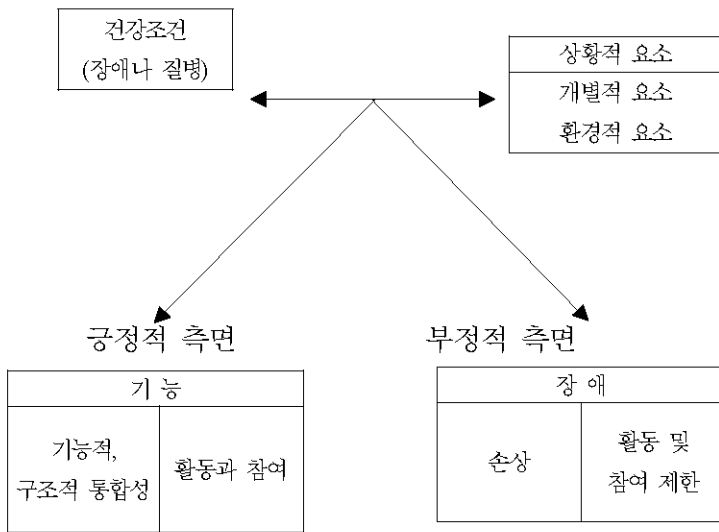 건강조건
(장애나 질병)
상황적 요소
개별적 요소
환경적 요소
긍정적 측면
부정적 측면
기 능
기능적,
구조적 통합성
활동과 참여
장 애
손상
활동 및
참여 제한